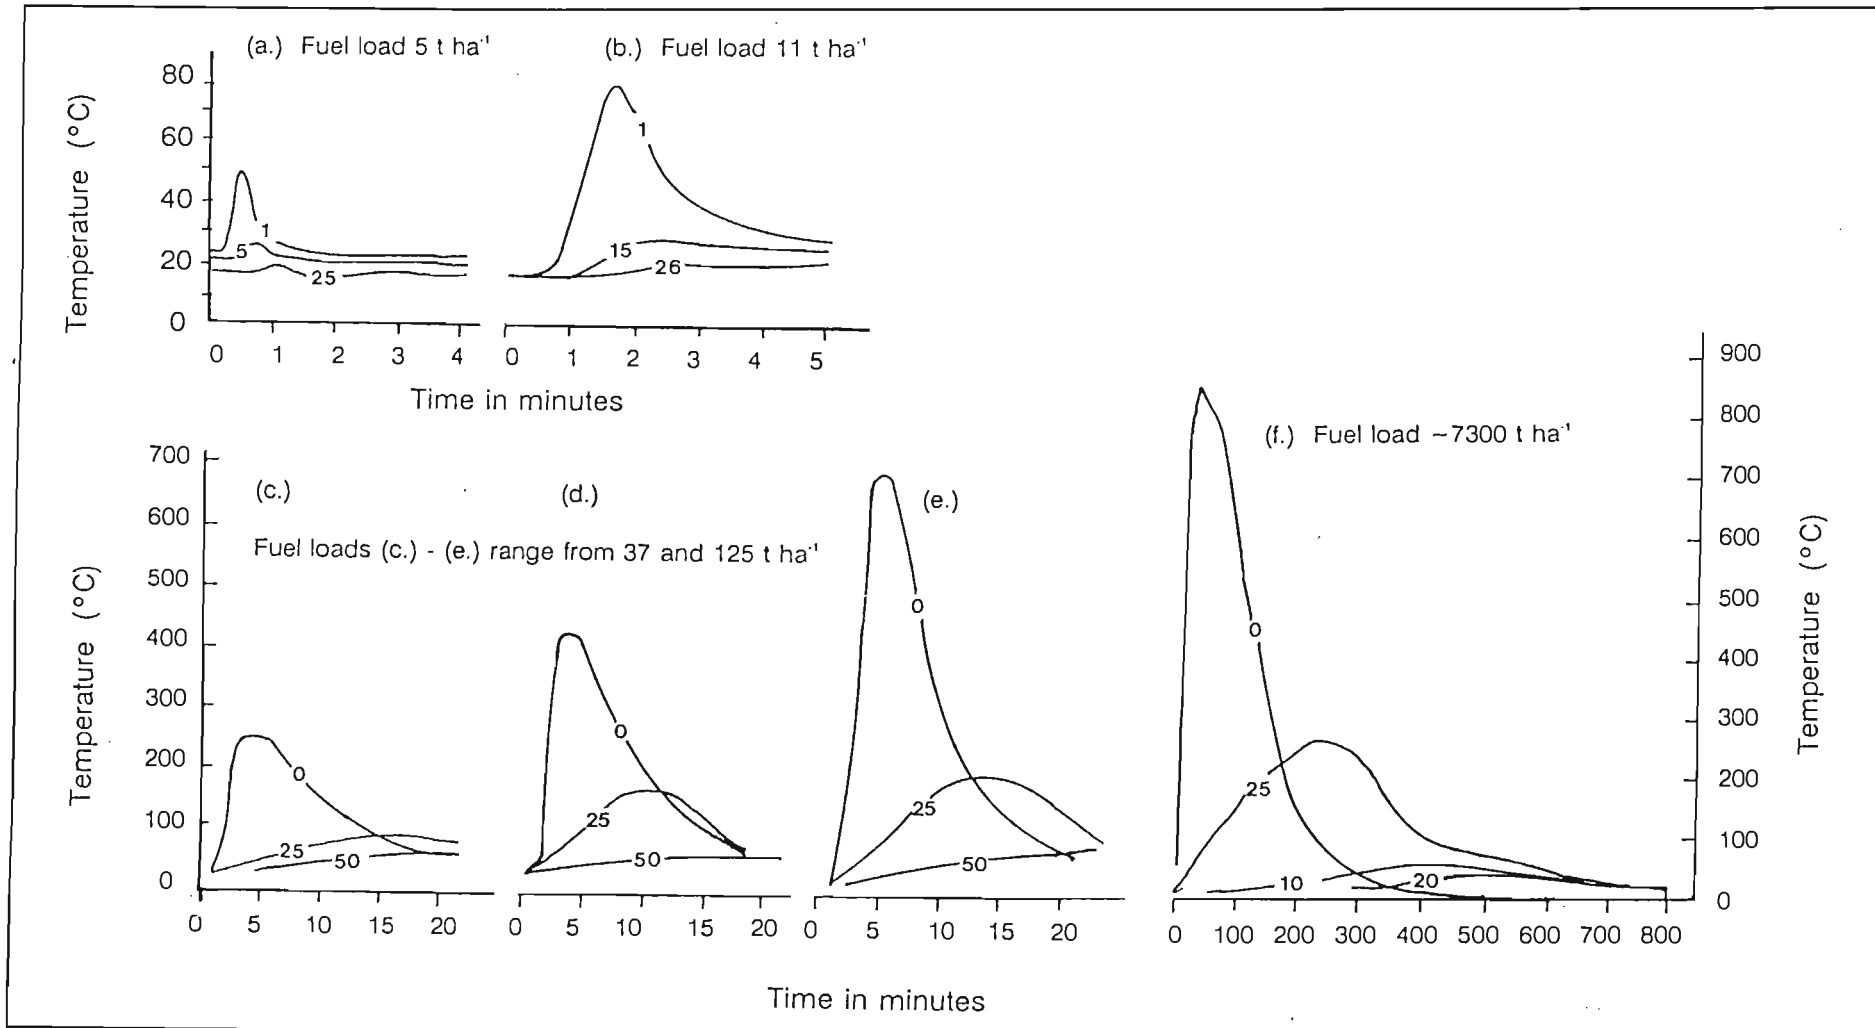 (a.) Fuel load 5 t ha⁻¹
(b.) Fuel load 11 t ha⁻¹
Temperature (°C)
80
60
40
20
0
1
5
25
0 1 2 3 4
1
15
26
0 1 2 3 4 5
Time in minutes
(c.)
(d.)
(e.)
Fuel loads (c.) - (e.) range from 37 and 125 t ha⁻¹
Temperature (°C)
700
600
500
400
300
200
100
0
0
25
50
0 5 10 15 20
0
25
50
0 5 10 15 20
0
25
50
0 5 10 15 20
(f.) Fuel load ~7300 t ha⁻¹
0
25
10
20
0 100 200 300 400 500 600 700 800
900
800
700
600
500
400
300
200
100
0
Temperature (°C)
Time in minutes